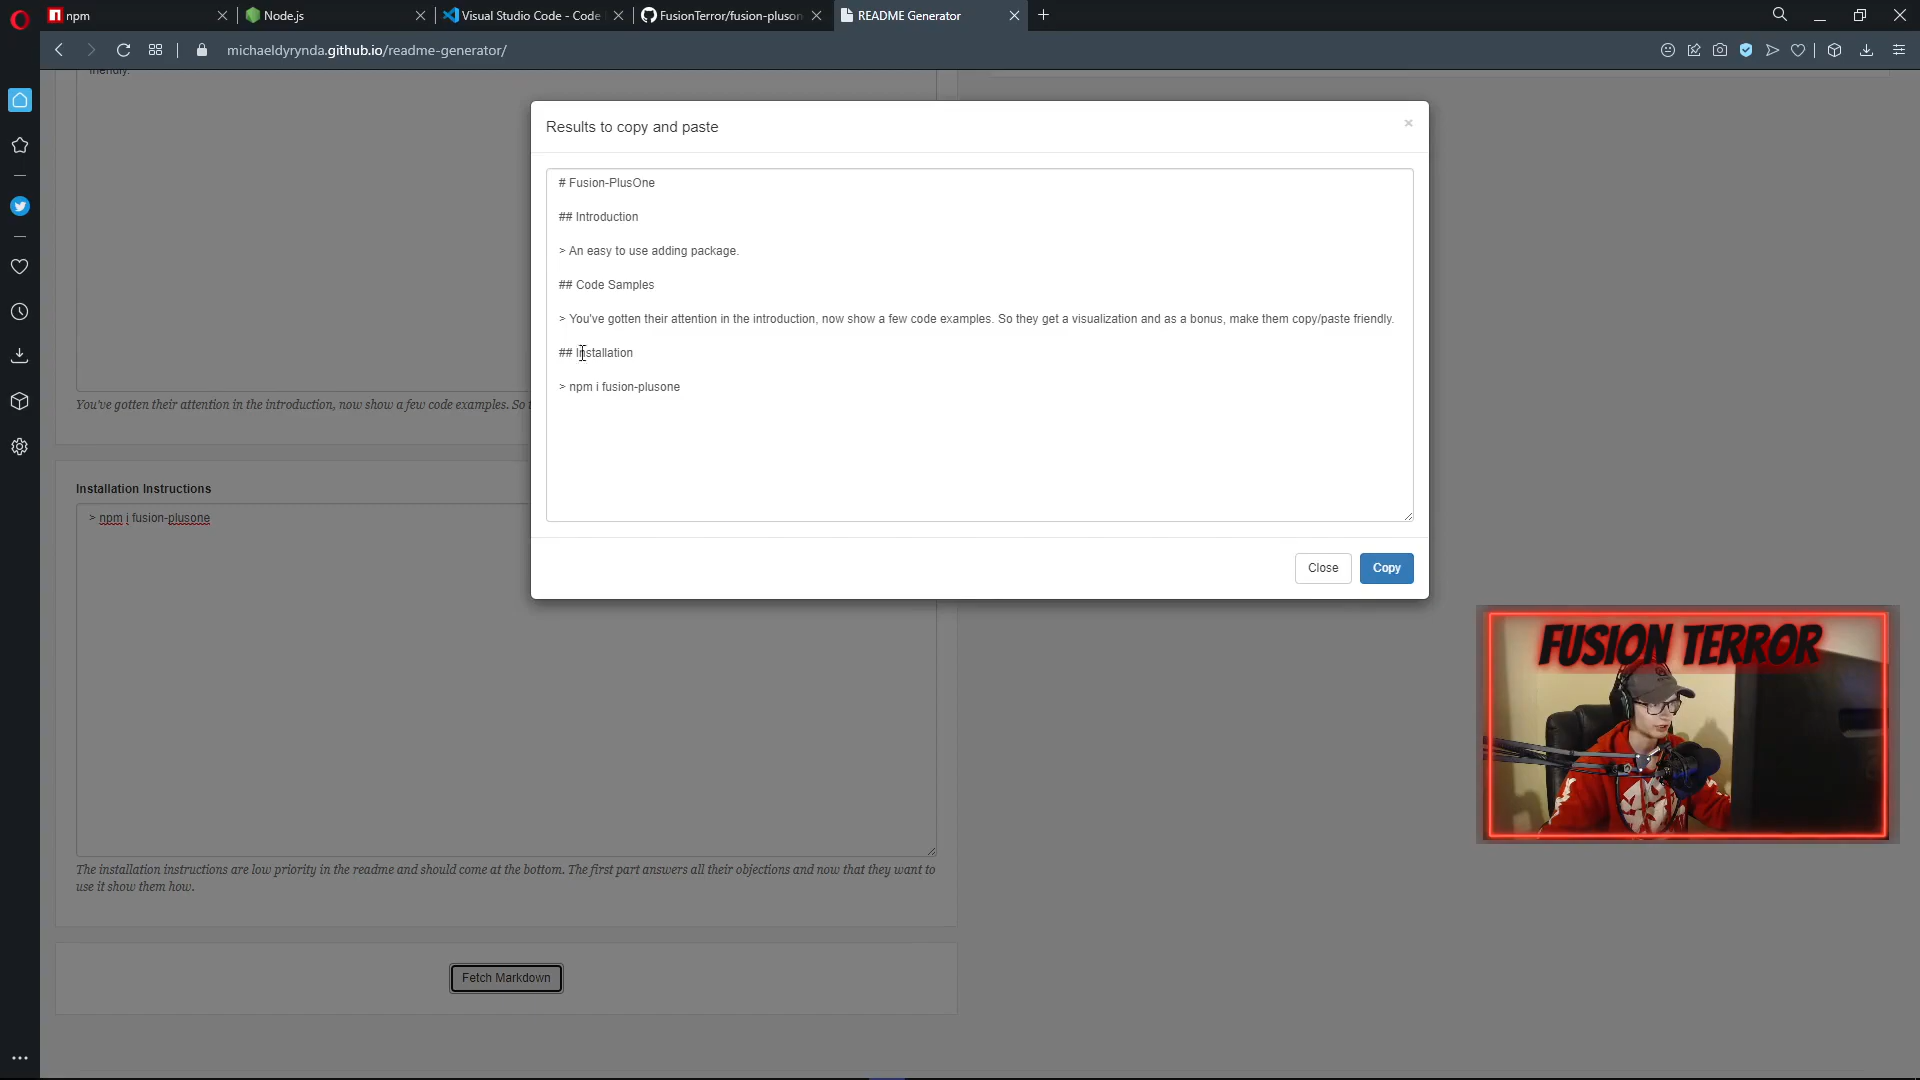 npm
Node.js
Visual Studio Code - Code
FusionTerror/fusion-pluson
README Generator
michaeldyrynda.github.io/readme-generator/
friendly.
Results to copy and paste
# Fusion-PlusOne
## Introduction
> An easy to use adding package.
## Code Samples
> You've gotten their attention in the introduction, now show a few code examples. So they get a visualization and as a bonus, make them copy/paste friendly.
## Installation
> npm i fusion-plusone
Close
Copy
You've gotten their attention in the introduction, now show a few code examples. So t
Installation Instructions
> npm i fusion-plusone
FUSION TERROR
The installation instructions are low priority in the readme and should come at the bottom. The first part answers all their objections and now that they want to
use it show them how.
Fetch Markdown